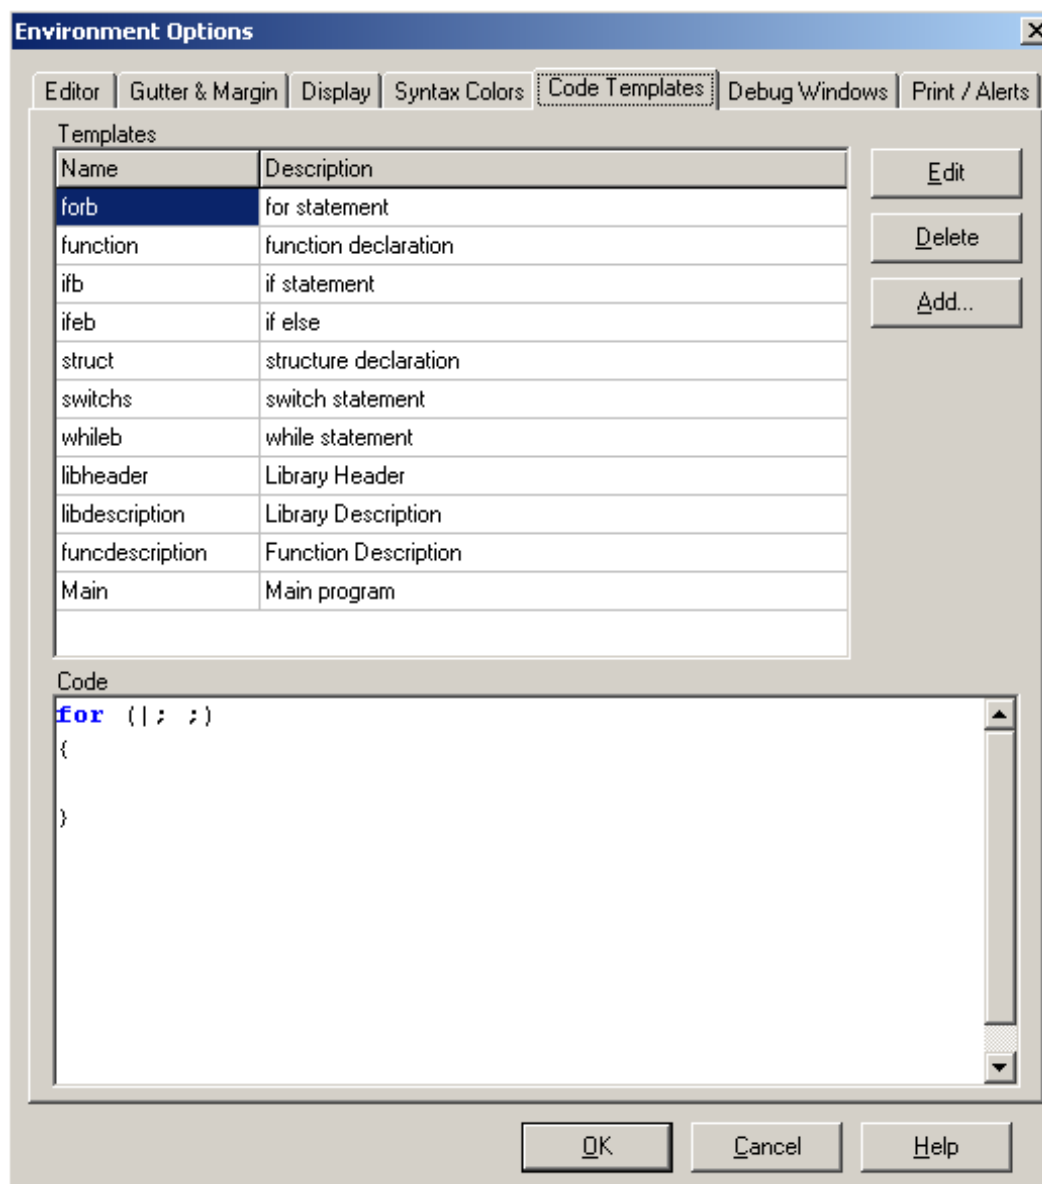 Environment Options
Editor Gutter & Margin Display Syntax Colors Code Templates Debug Windows Print / Alerts
Templates
Name Description
forb for statement
function function declaration
ifb if statement
ifeb if else
struct structure declaration
switchs switch statement
whileb while statement
libheader Library Header
libdescription Library Description
funcdescription Function Description
Main Main program
Edit
Delete
Add...
Code
for (|; ;)
{
}
OK Cancel Help